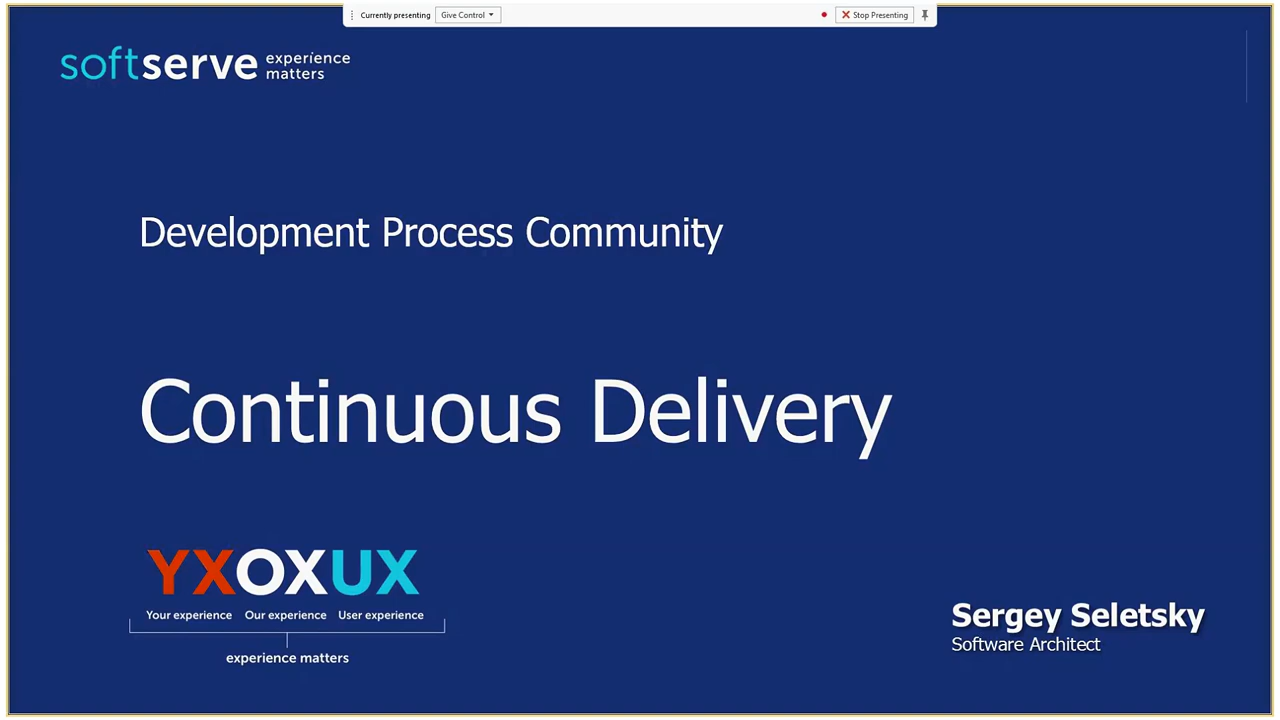 Currently presenting Give Control Stop Presenting
softserve experience
matters
Development Process Community
Continuous Delivery
YXOXUX
Your experience Our experience User experience
experience matters
Sergey Seletsky
Software Architect